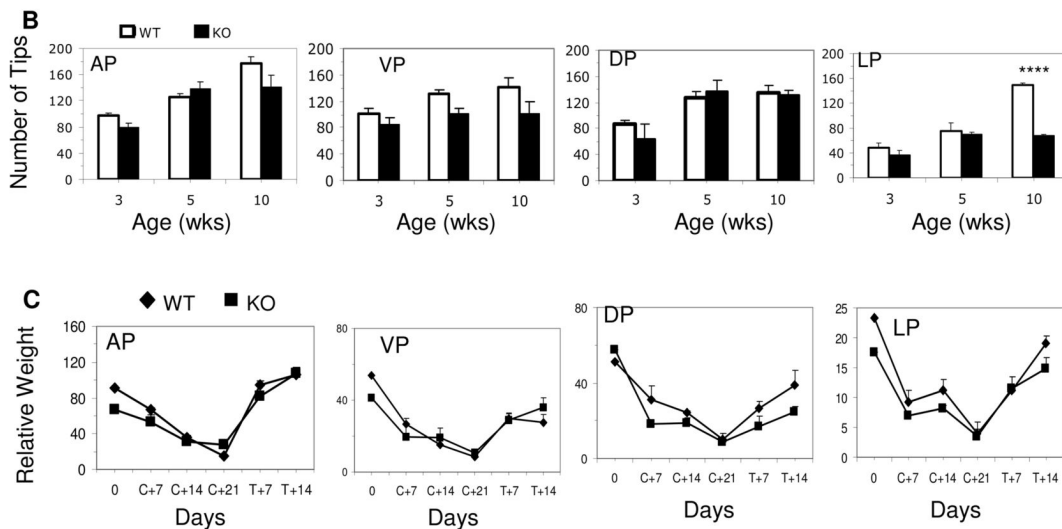 B
WT KO
Number of Tips
AP
200
160
120
80
40
0
3 5 10
Age (wks)
VP
200
160
120
80
40
0
3 5 10
Age (wks)
DP
200
160
120
80
40
0
3 5 10
Age (wks)
LP
****
200
160
120
80
40
0
3 5 10
Age (wks)
C
WT KO
Relative Weight
AP
160
120
80
40
0
0 C+7 C+14 C+21 T+7 T+14
Days
VP
80
40
0
0 C+7 C+14 C+21 T+7 T+14
Days
DP
60
40
20
0
0 C+7 C+14 C+21 T+7 T+14
Days
LP
25
20
15
10
5
0
0 C+7 C+14 C+21 T+7 T+14
Days